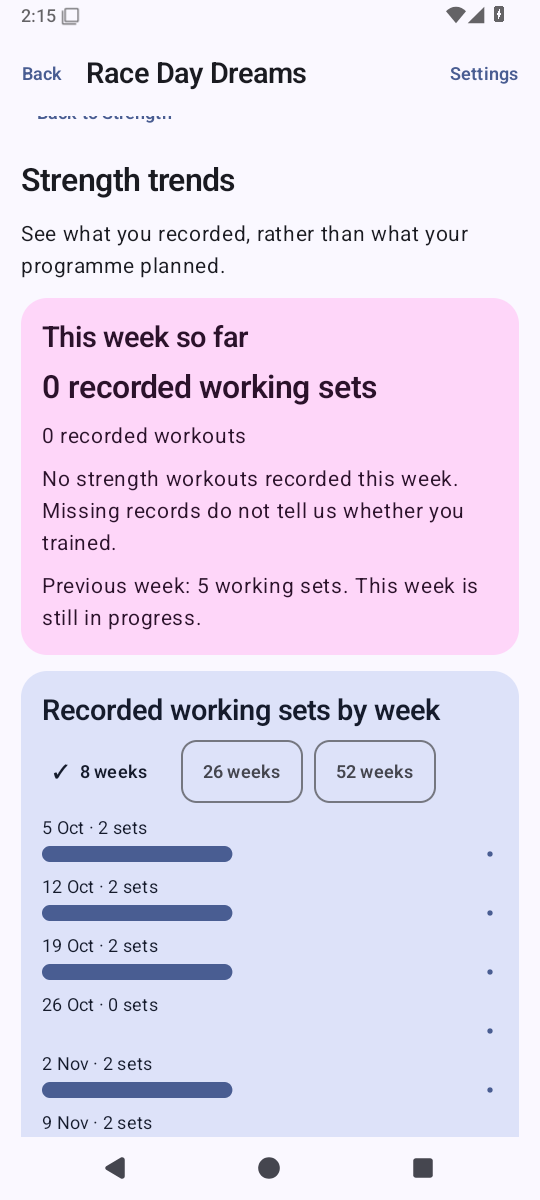 2:15
Back
Race Day Dreams
Settings
Back to Strength
Strength trends
See what you recorded, rather than what your
programme planned.
This week so far
0 recorded working sets
0 recorded workouts
No strength workouts recorded this week.
Missing records do not tell us whether you
trained.
Previous week: 5 working sets. This week is
still in progress.
Recorded working sets by week
✓ 8 weeks
26 weeks
52 weeks
5 Oct · 2 sets
12 Oct · 2 sets
19 Oct · 2 sets
26 Oct · 0 sets
2 Nov · 2 sets
9 Nov · 2 sets